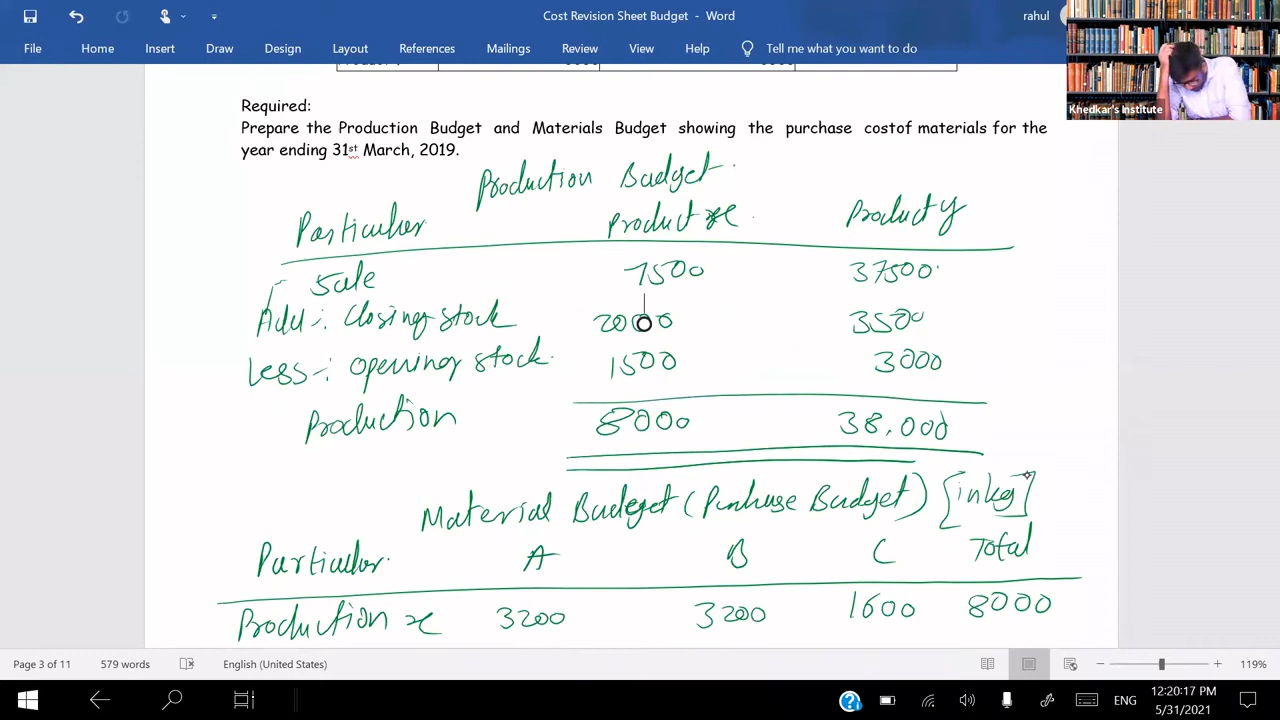 Cost Revision Sheet Budget - Word
rahul
File Home Insert Draw Design Layout References Mailings Review View Help Tell me what you want to do
Khedkar's Institute
Required:
Prepare the Production Budget and Materials Budget showing the purchase costof materials for the
year ending 31st March, 2019.
Production Budget
Particular Product x Product y
Sale 7500 37500
Add :- Closing stock 2000 3500
Less :- opening stock 1500 3000
Production 8000 38,000
Material Budget (Purchase Budget) [in kg]
Particular A B C Total
Production x 3200 3200 1600 8000
Page 3 of 11 579 words English (United States) 119%
ENG 12:20:17 PM
5/31/2021